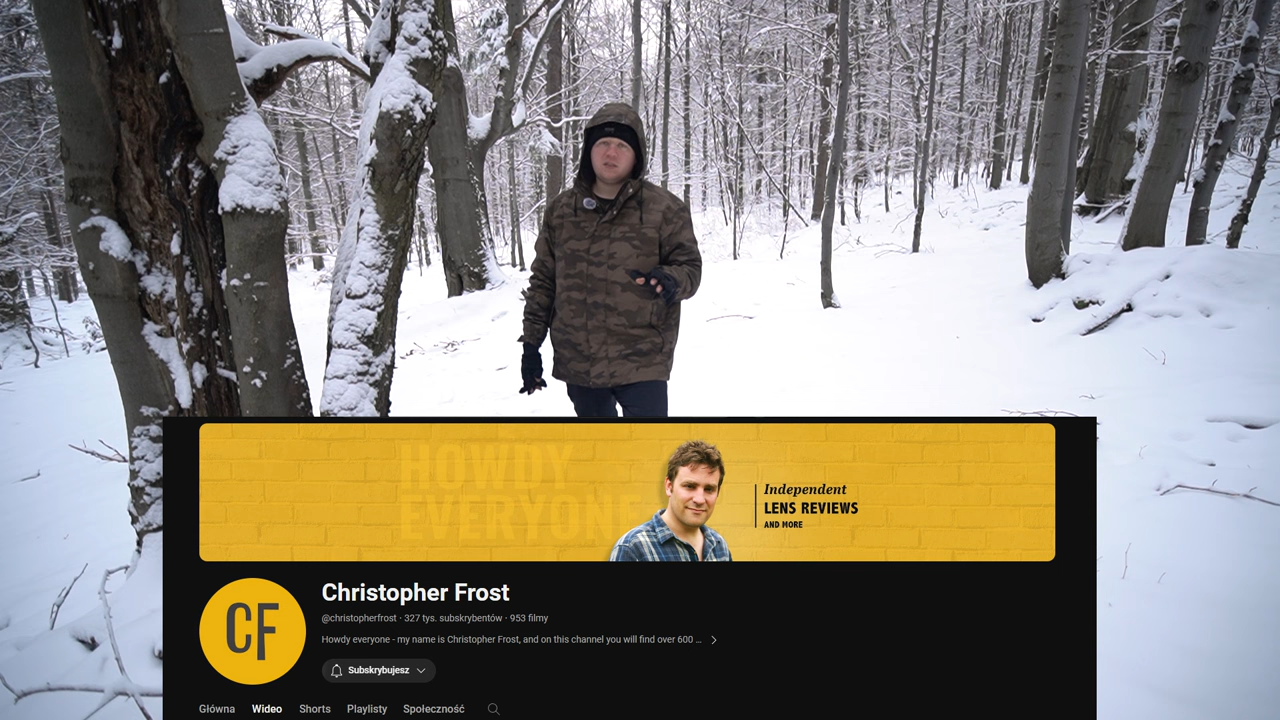 HOWDY
EVERYONE
Independent
LENS REVIEWS
AND MORE
CF
Christopher Frost
@christopherfrost · 327 tys. subskrybentów · 953 filmy
Howdy everyone - my name is Christopher Frost, and on this channel you will find over 600 ...
Subskrybujesz
Główna Wideo Shorts Playlisty Społeczność